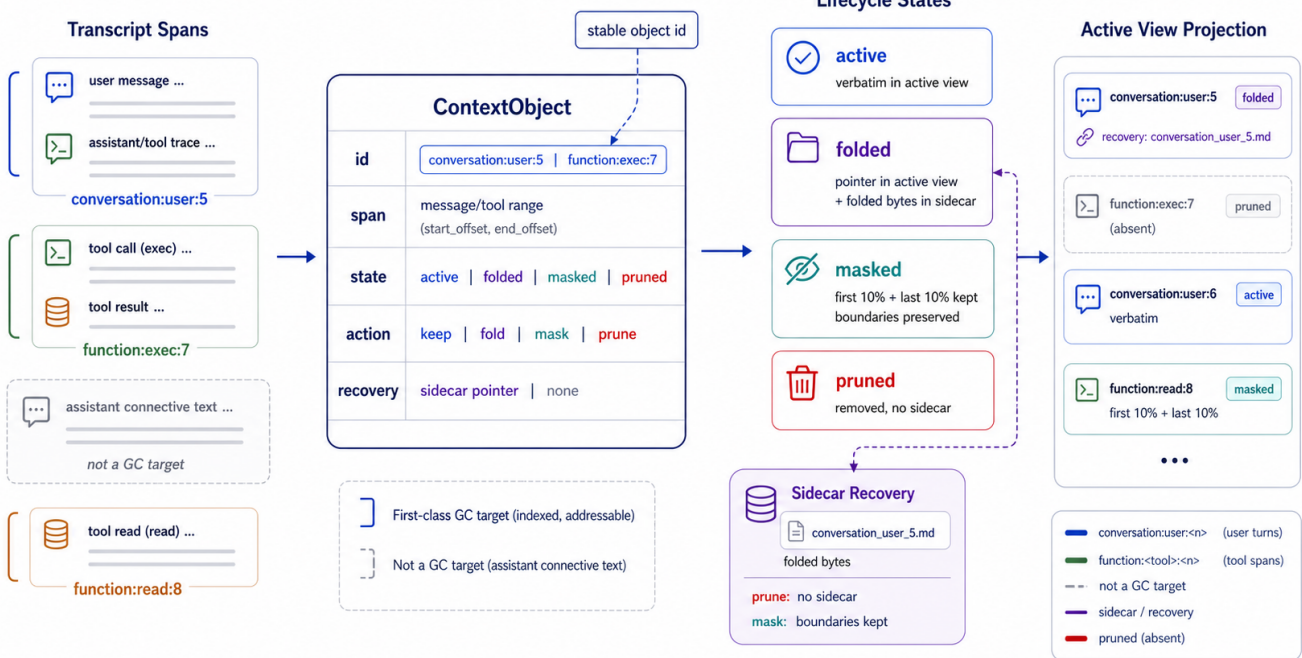 Transcript Spans
user message ...
assistant/tool trace ...
conversation:user:5
tool call (exec) ...
tool result ...
function:exec:7
assistant connective text ...
not a GC target
tool read (read) ...
function:read:8
stable object id
ContextObject
id
conversation:user:5 | function:exec:7
span
message/tool range
(start_offset, end_offset)
state
active | folded | masked | pruned
action
keep | fold | mask | prune
recovery
sidecar pointer | none
First-class GC target (indexed, addressable)
Not a GC target (assistant connective text)
Lifecycle States
active
verbatim in active view
folded
pointer in active view
+ folded bytes in sidecar
masked
first 10% + last 10% kept
boundaries preserved
pruned
removed, no sidecar
Sidecar Recovery
conversation_user_5.md
folded bytes
prune: no sidecar
mask: boundaries kept
Active View Projection
conversation:user:5 folded
recovery: conversation_user_5.md
function:exec:7 pruned
(absent)
conversation:user:6 active
verbatim
function:read:8 masked
first 10% + last 10%
•••
conversation:user:<n> (user turns)
function:<tool>:<n> (tool spans)
not a GC target
sidecar / recovery
pruned (absent)